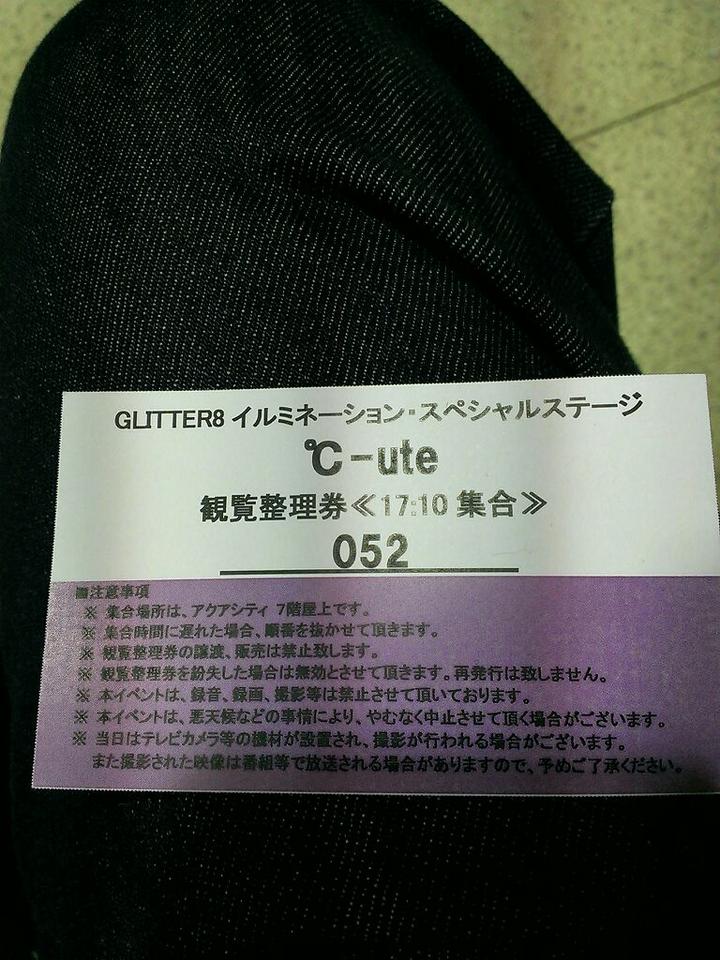 GLITTER8 イルミネーション・スペシャルステージ
℃-ute
観覧整理券≪17:10 集合≫
052
■注意事項
※ 集合場所は、アクアシティ 7階屋上です。
※ 集合時間に遅れた場合、順番を抜かせて頂きます。
※ 観覧整理券の譲渡、販売は禁止致します。
※ 観覧整理券を紛失した場合は無効とさせて頂きます。再発行は致しません。
※ 本イベントは、録音、録画、撮影等は禁止させて頂いております。
※ 本イベントは、悪天候などの事情により、やむなく中止させて頂く場合がございます。
※ 当日はテレビカメラ等の機材が設置され、撮影が行われる場合がございます。
また撮影された映像は番組等で放送される場合がありますので、予めご了承ください。